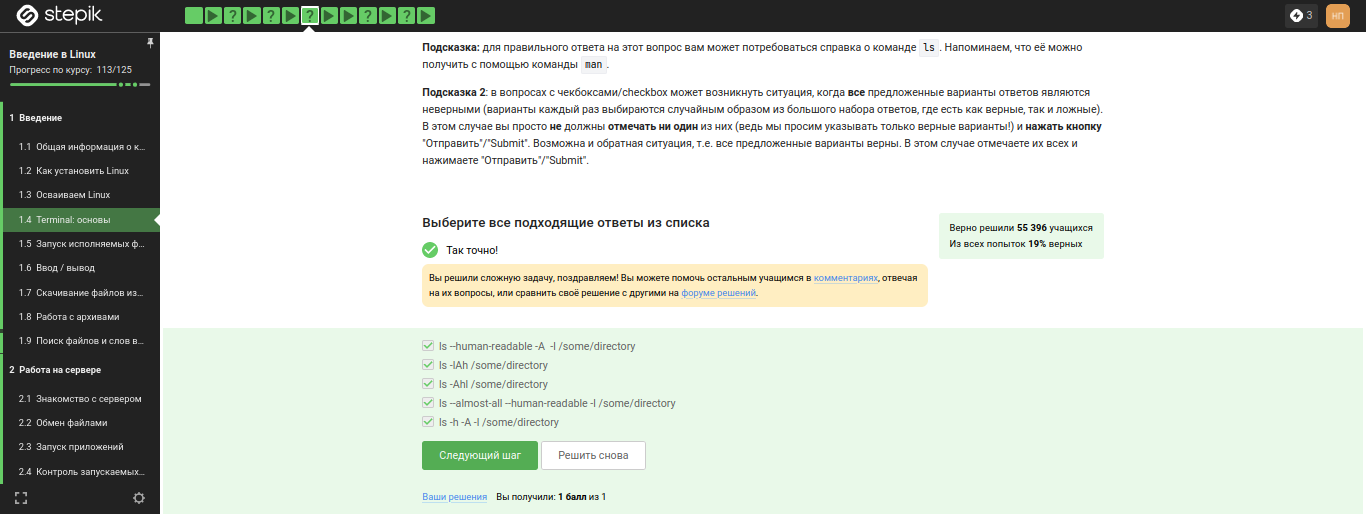 stepik
3
НП
Введение в Linux
Прогресс по курсу: 113/125
1 Введение
1.1 Общая информация о к...
1.2 Как установить Linux
1.3 Осваиваем Linux
1.4 Terminal: основы
1.5 Запуск исполняемых ф...
1.6 Ввод / вывод
1.7 Скачивание файлов из...
1.8 Работа с архивами
1.9 Поиск файлов и слов в...
2 Работа на сервере
2.1 Знакомство с сервером
2.2 Обмен файлами
2.3 Запуск приложений
2.4 Контроль запускаемых...
Подсказка: для правильного ответа на этот вопрос вам может потребоваться справка о команде ls. Напоминаем, что её можно
получить с помощью команды man.
Подсказка 2: в вопросах с чекбоксами/checkbox может возникнуть ситуация, когда все предложенные варианты ответов являются
неверными (варианты каждый раз выбираются случайным образом из большого набора ответов, где есть как верные, так и ложные).
В этом случае вы просто не должны отмечать ни один из них (ведь мы просим указывать только верные варианты!) и нажать кнопку
"Отправить"/"Submit". Возможна и обратная ситуация, т.е. все предложенные варианты верны. В этом случае отмечаете их всех и
нажимаете "Отправить"/"Submit".
Выберите все подходящие ответы из списка
Верно решили 55 396 учащихся
Из всех попыток 19% верных
Так точно!
Вы решили сложную задачу, поздравляем! Вы можете помочь остальным учащимся в комментариях, отвечая
на их вопросы, или сравнить своё решение с другими на форуме решений.
ls --human-readable -A -l /some/directory
ls -lAh /some/directory
ls -Ahl /some/directory
ls --almost-all --human-readable -l /some/directory
ls -h -A -l /some/directory
Следующий шаг
Решить снова
Ваши решения Вы получили: 1 балл из 1